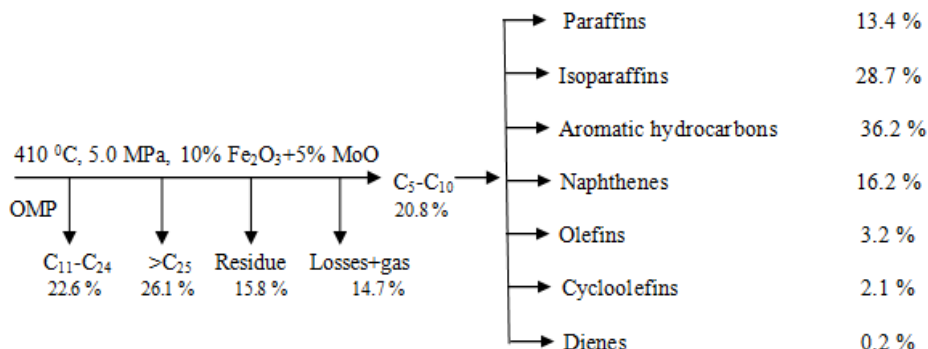 Paraffins 13.4 %
Isoparaffins 28.7 %
Aromatic hydrocarbons 36.2 %
410 ⁰C, 5.0 MPa, 10% Fe₂O₃+5% MoO
C₅-C₁₀
Naphthenes 16.2 %
OMP
20.8 %
Olefins 3.2 %
C₁₁-C₂₄ >C₂₅ Residue Losses+gas
22.6 % 26.1 % 15.8 % 14.7%
Cycloolefins 2.1 %
Dienes 0.2 %